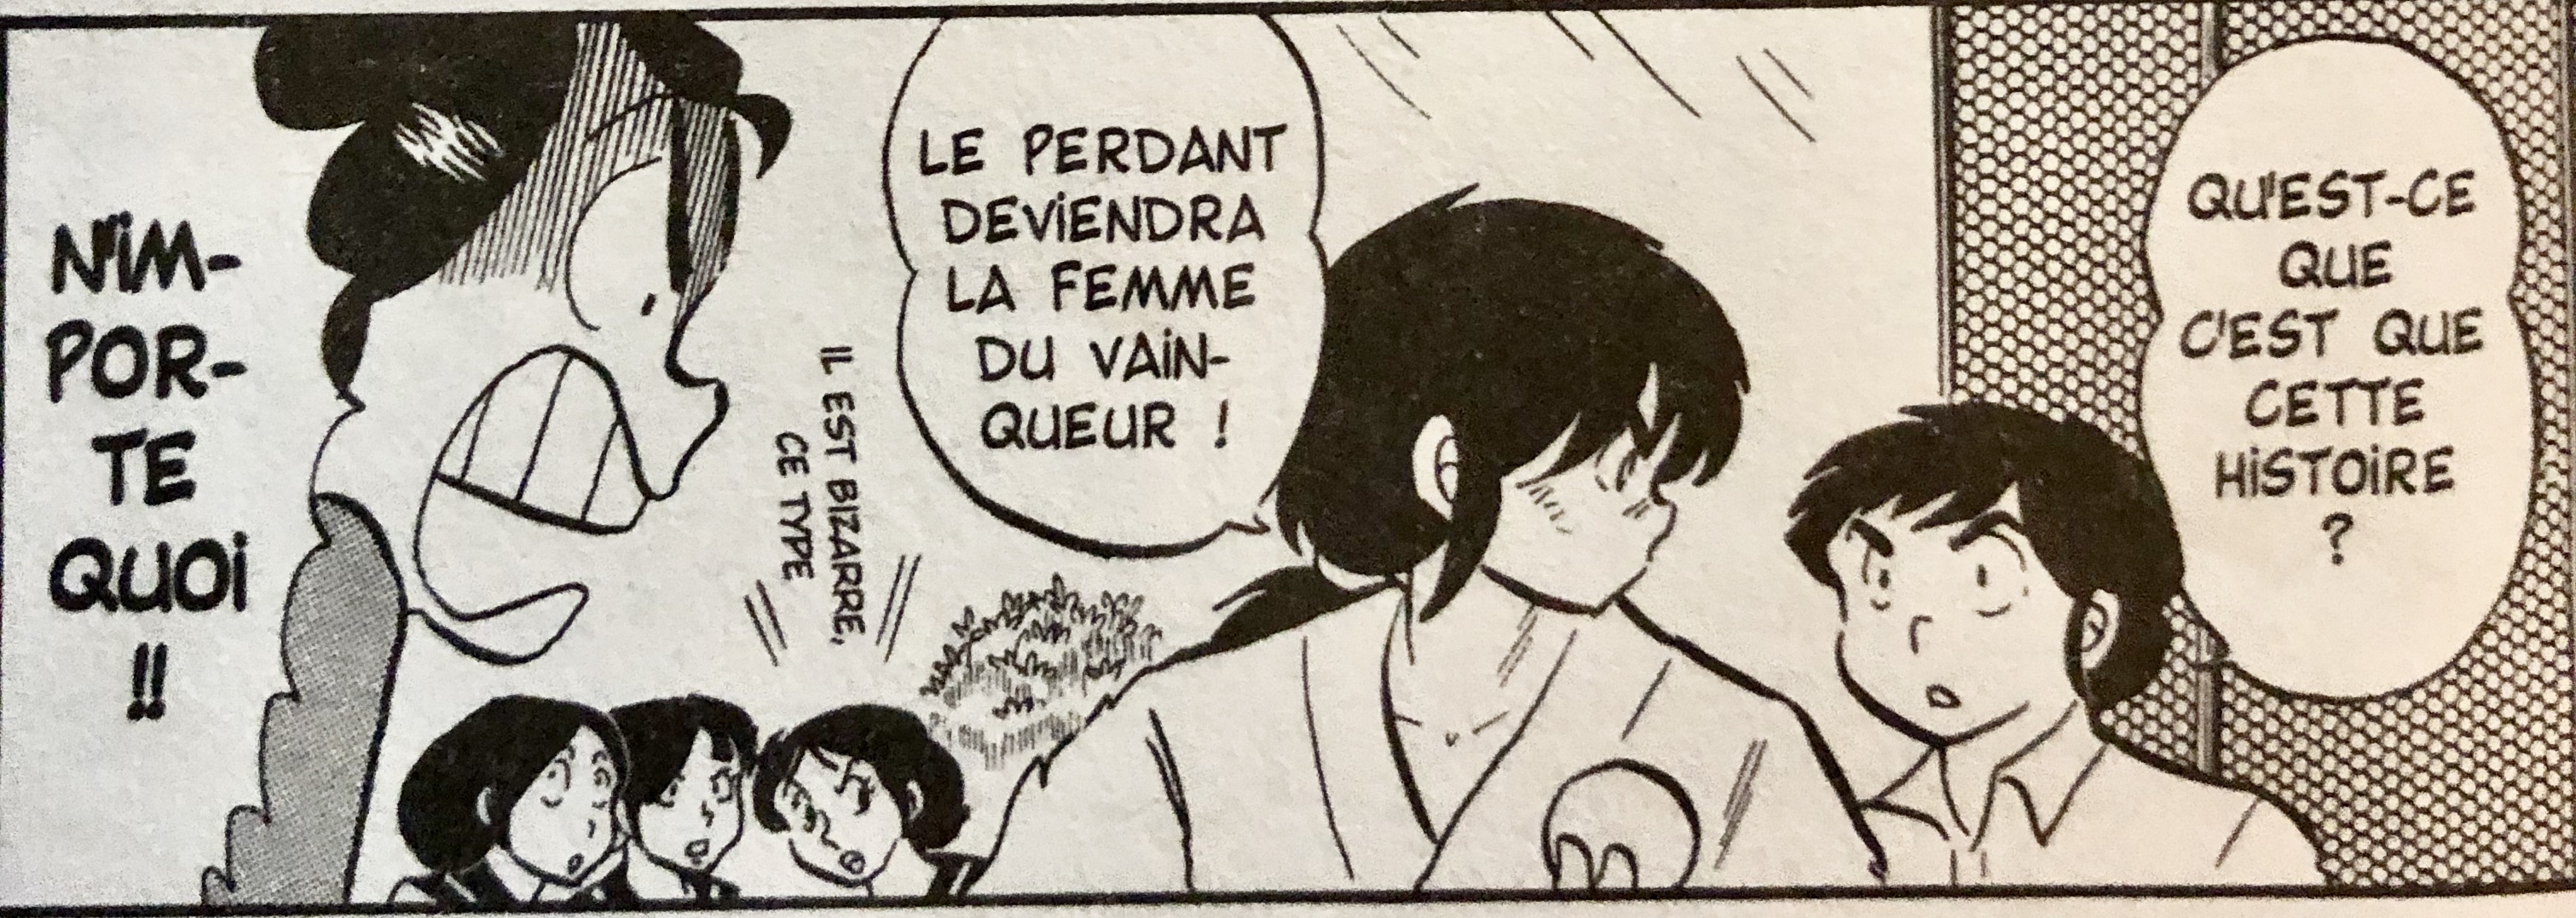 QU'EST-CE
QUE
C'EST QUE
CETTE
HISTOIRE
?
LE PERDANT
DEVIENDRA
LA FEMME
DU VAIN-
QUEUR !
IL EST BIZARRE,
CE TYPE
N'IM-
POR-
TE
QUOI
!!